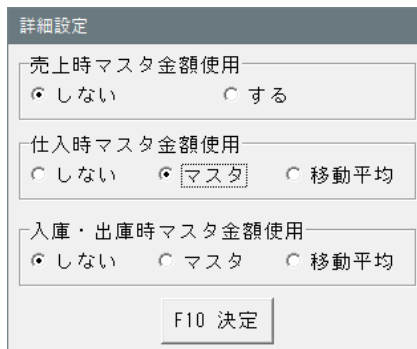 詳細設定
売上時マスタ金額使用
しない する
仕入時マスタ金額使用
しない マスタ 移動平均
入庫・出庫時マスタ金額使用
しない マスタ 移動平均
F10 決定